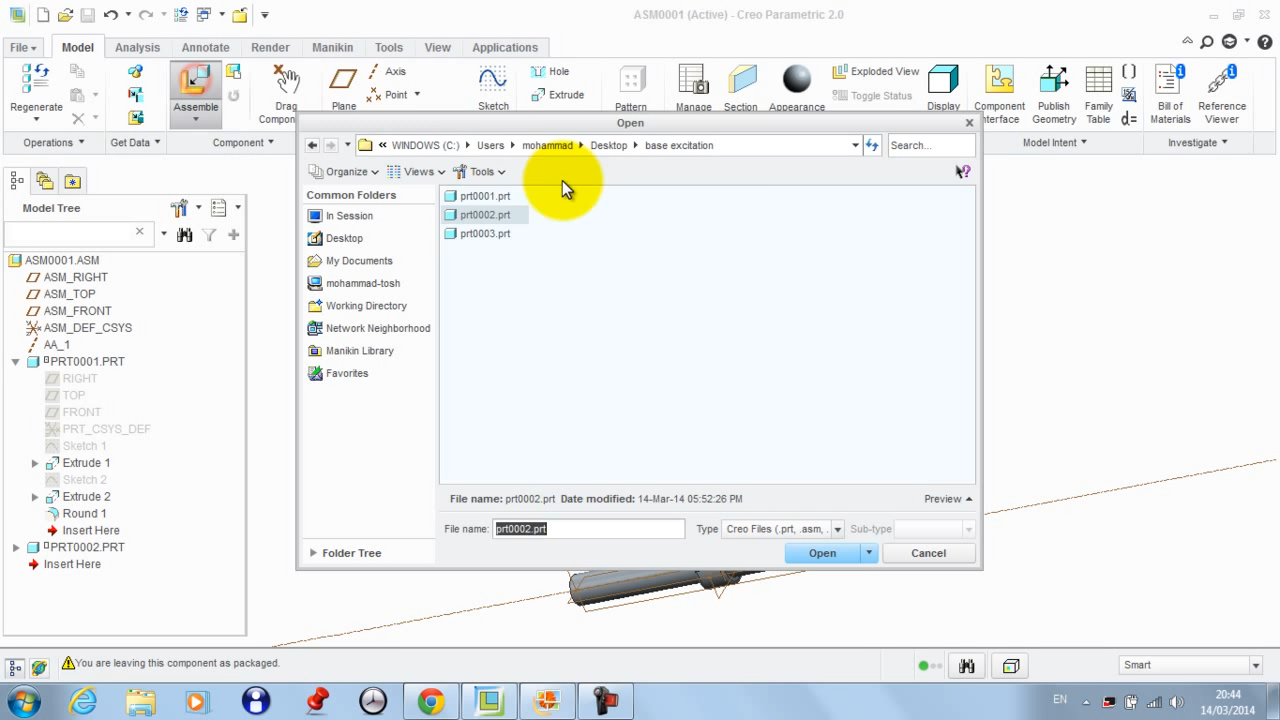 ASM0001 (Active) - Creo Parametric 2.0
File Model Analysis Annotate Render Manikin Tools View Applications
Regenerate
Assemble
Drag
Compon
Plane
Axis
Point
Sketch
Hole
Extrude
Pattern
Manage
Section
Appearance
Exploded View
Toggle Status
Display
Component
Interface
Publish
Geometry
Family
Table
d=
Bill of
Materials
Reference
Viewer
Operations Get Data Component Model Intent Investigate
Open
« WINDOWS (C:) Users mohammad Desktop base excitation
Search...
Organize Views Tools
Common Folders
In Session
Desktop
My Documents
mohammad-tosh
Working Directory
Network Neighborhood
Manikin Library
Favorites
prt0001.prt
prt0002.prt
prt0003.prt
File name: prt0002.prt Date modified: 14-Mar-14 05:52:26 PM
Preview
File name: prt0002.prt
Type Creo Files (.prt, .asm, .
Sub-type
Folder Tree
Open Cancel
Model Tree
ASM0001.ASM
ASM_RIGHT
ASM_TOP
ASM_FRONT
ASM_DEF_CSYS
AA_1
PRT0001.PRT
RIGHT
TOP
FRONT
PRT_CSYS_DEF
Sketch 1
Extrude 1
Sketch 2
Extrude 2
Round 1
Insert Here
PRT0002.PRT
Insert Here
You are leaving this component as packaged.
Smart
EN
20:44
14/03/2014